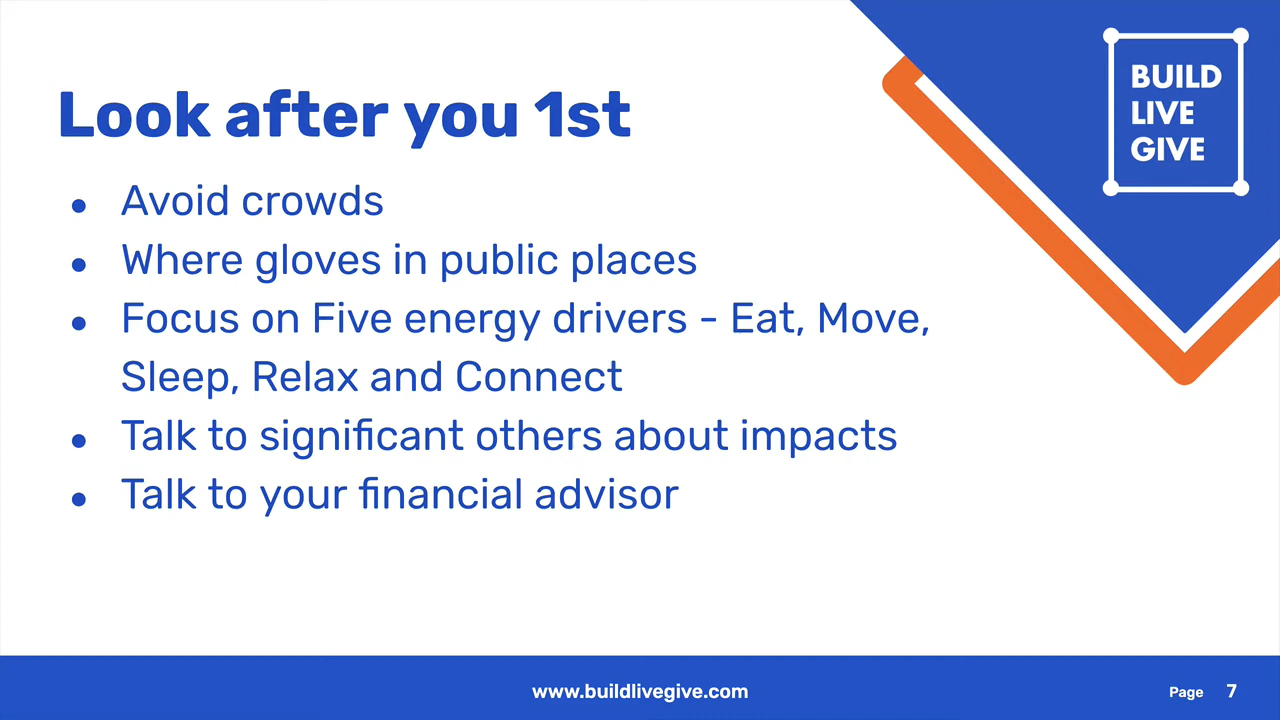 BUILD
LIVE
GIVE
Look after you 1st
● Avoid crowds
● Where gloves in public places
● Focus on Five energy drivers - Eat, Move,
Sleep, Relax and Connect
● Talk to significant others about impacts
● Talk to your financial advisor
www.buildlivegive.com
Page 7